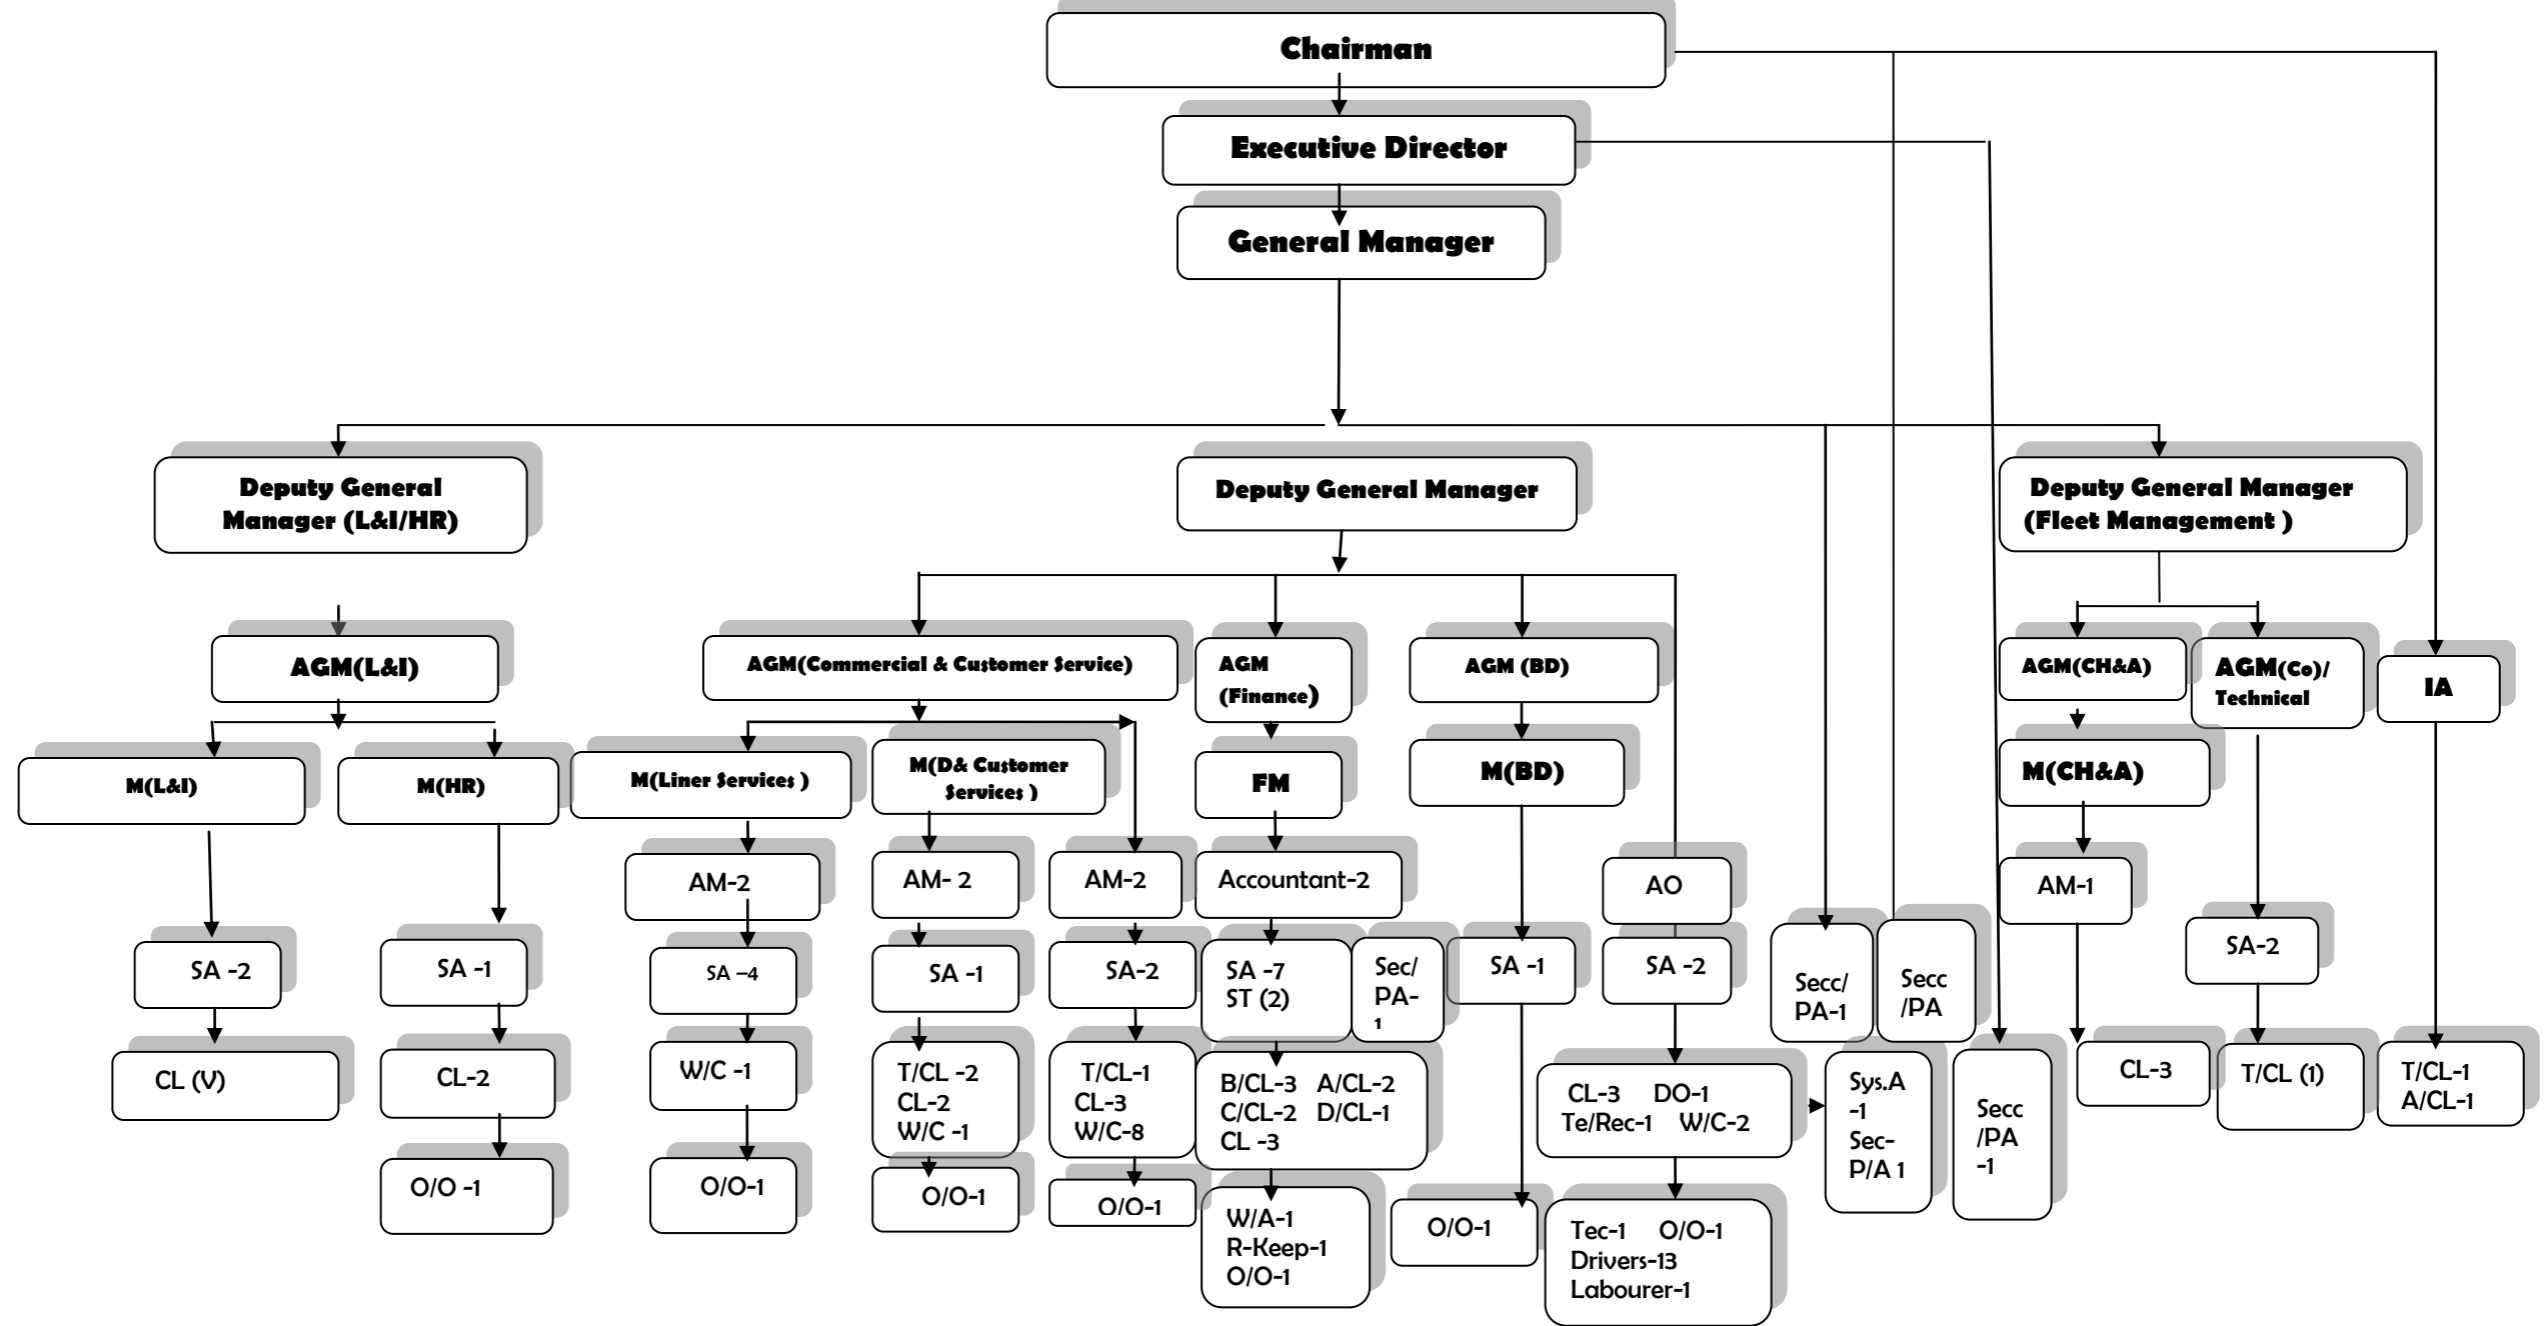 Chairman
Executive Director
General Manager
Deputy General
Manager (L&I/HR)
Deputy General Manager
Deputy General Manager
(Fleet Management )
AGM(L&I)
AGM(Commercial & Customer Service)
AGM
(Finance)
AGM (BD)
AGM(CH&A)
AGM(Co)/
Technical
IA
M(L&I)
M(HR)
M(Liner Services )
M(D& Customer
Services )
FM
M(BD)
M(CH&A)
AM-2
AM- 2
AM-2
Accountant-2
AO
AM-1
SA -2
SA -1
SA –4
SA -1
SA-2
SA -7
ST (2)
Sec/
PA-
1
SA -1
SA -2
Secc/
PA-1
Secc
/PA
SA-2
CL (V)
CL-2
W/C -1
T/CL -2
CL-2
W/C -1
T/CL-1
CL-3
W/C-8
B/CL-3 A/CL-2
C/CL-2 D/CL-1
CL -3
CL-3 DO-1
Te/Rec-1 W/C-2
Sys.A
-1
Sec-
P/A 1
Secc
/PA
-1
CL-3
T/CL (1)
T/CL-1
A/CL-1
O/O -1
O/O-1
O/O-1
O/O-1
W/A-1
R-Keep-1
O/O-1
O/O-1
Tec-1 O/O-1
Drivers-13
Labourer-1